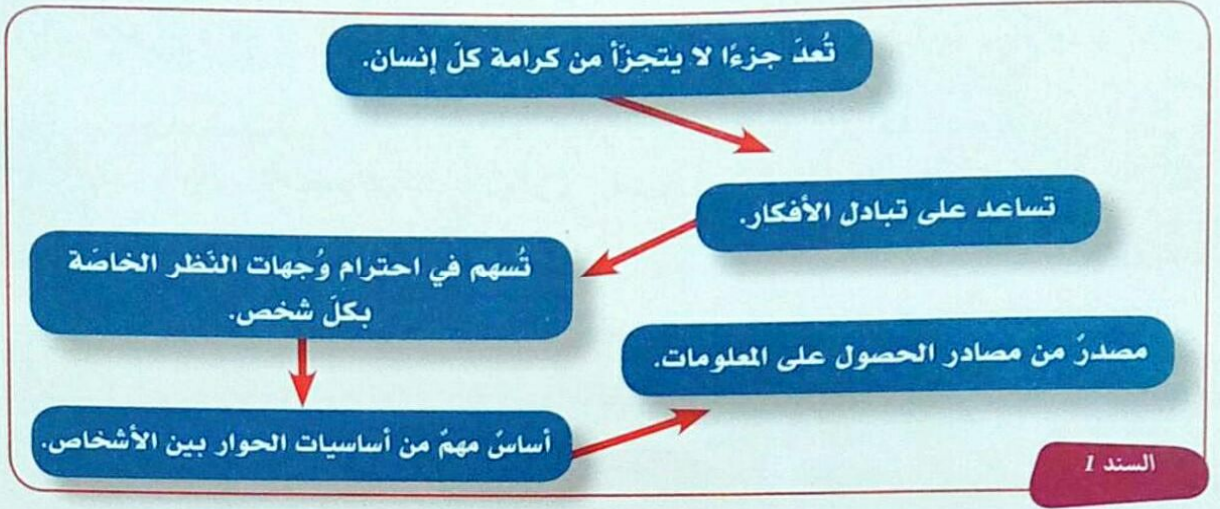 تُعدّ جزءًا لا يتجزّأ من كرامة كلّ إنسان.
تساعد على تبادل الأفكار.
تُسهم في احترام وُجهات النّظر الخاصّة
بكلّ شخص.
أساسٌ مهمٌ من أساسيات الحوار بين الأشخاص.
مصدرٌ من مصادر الحصول على المعلومات.
السند 1